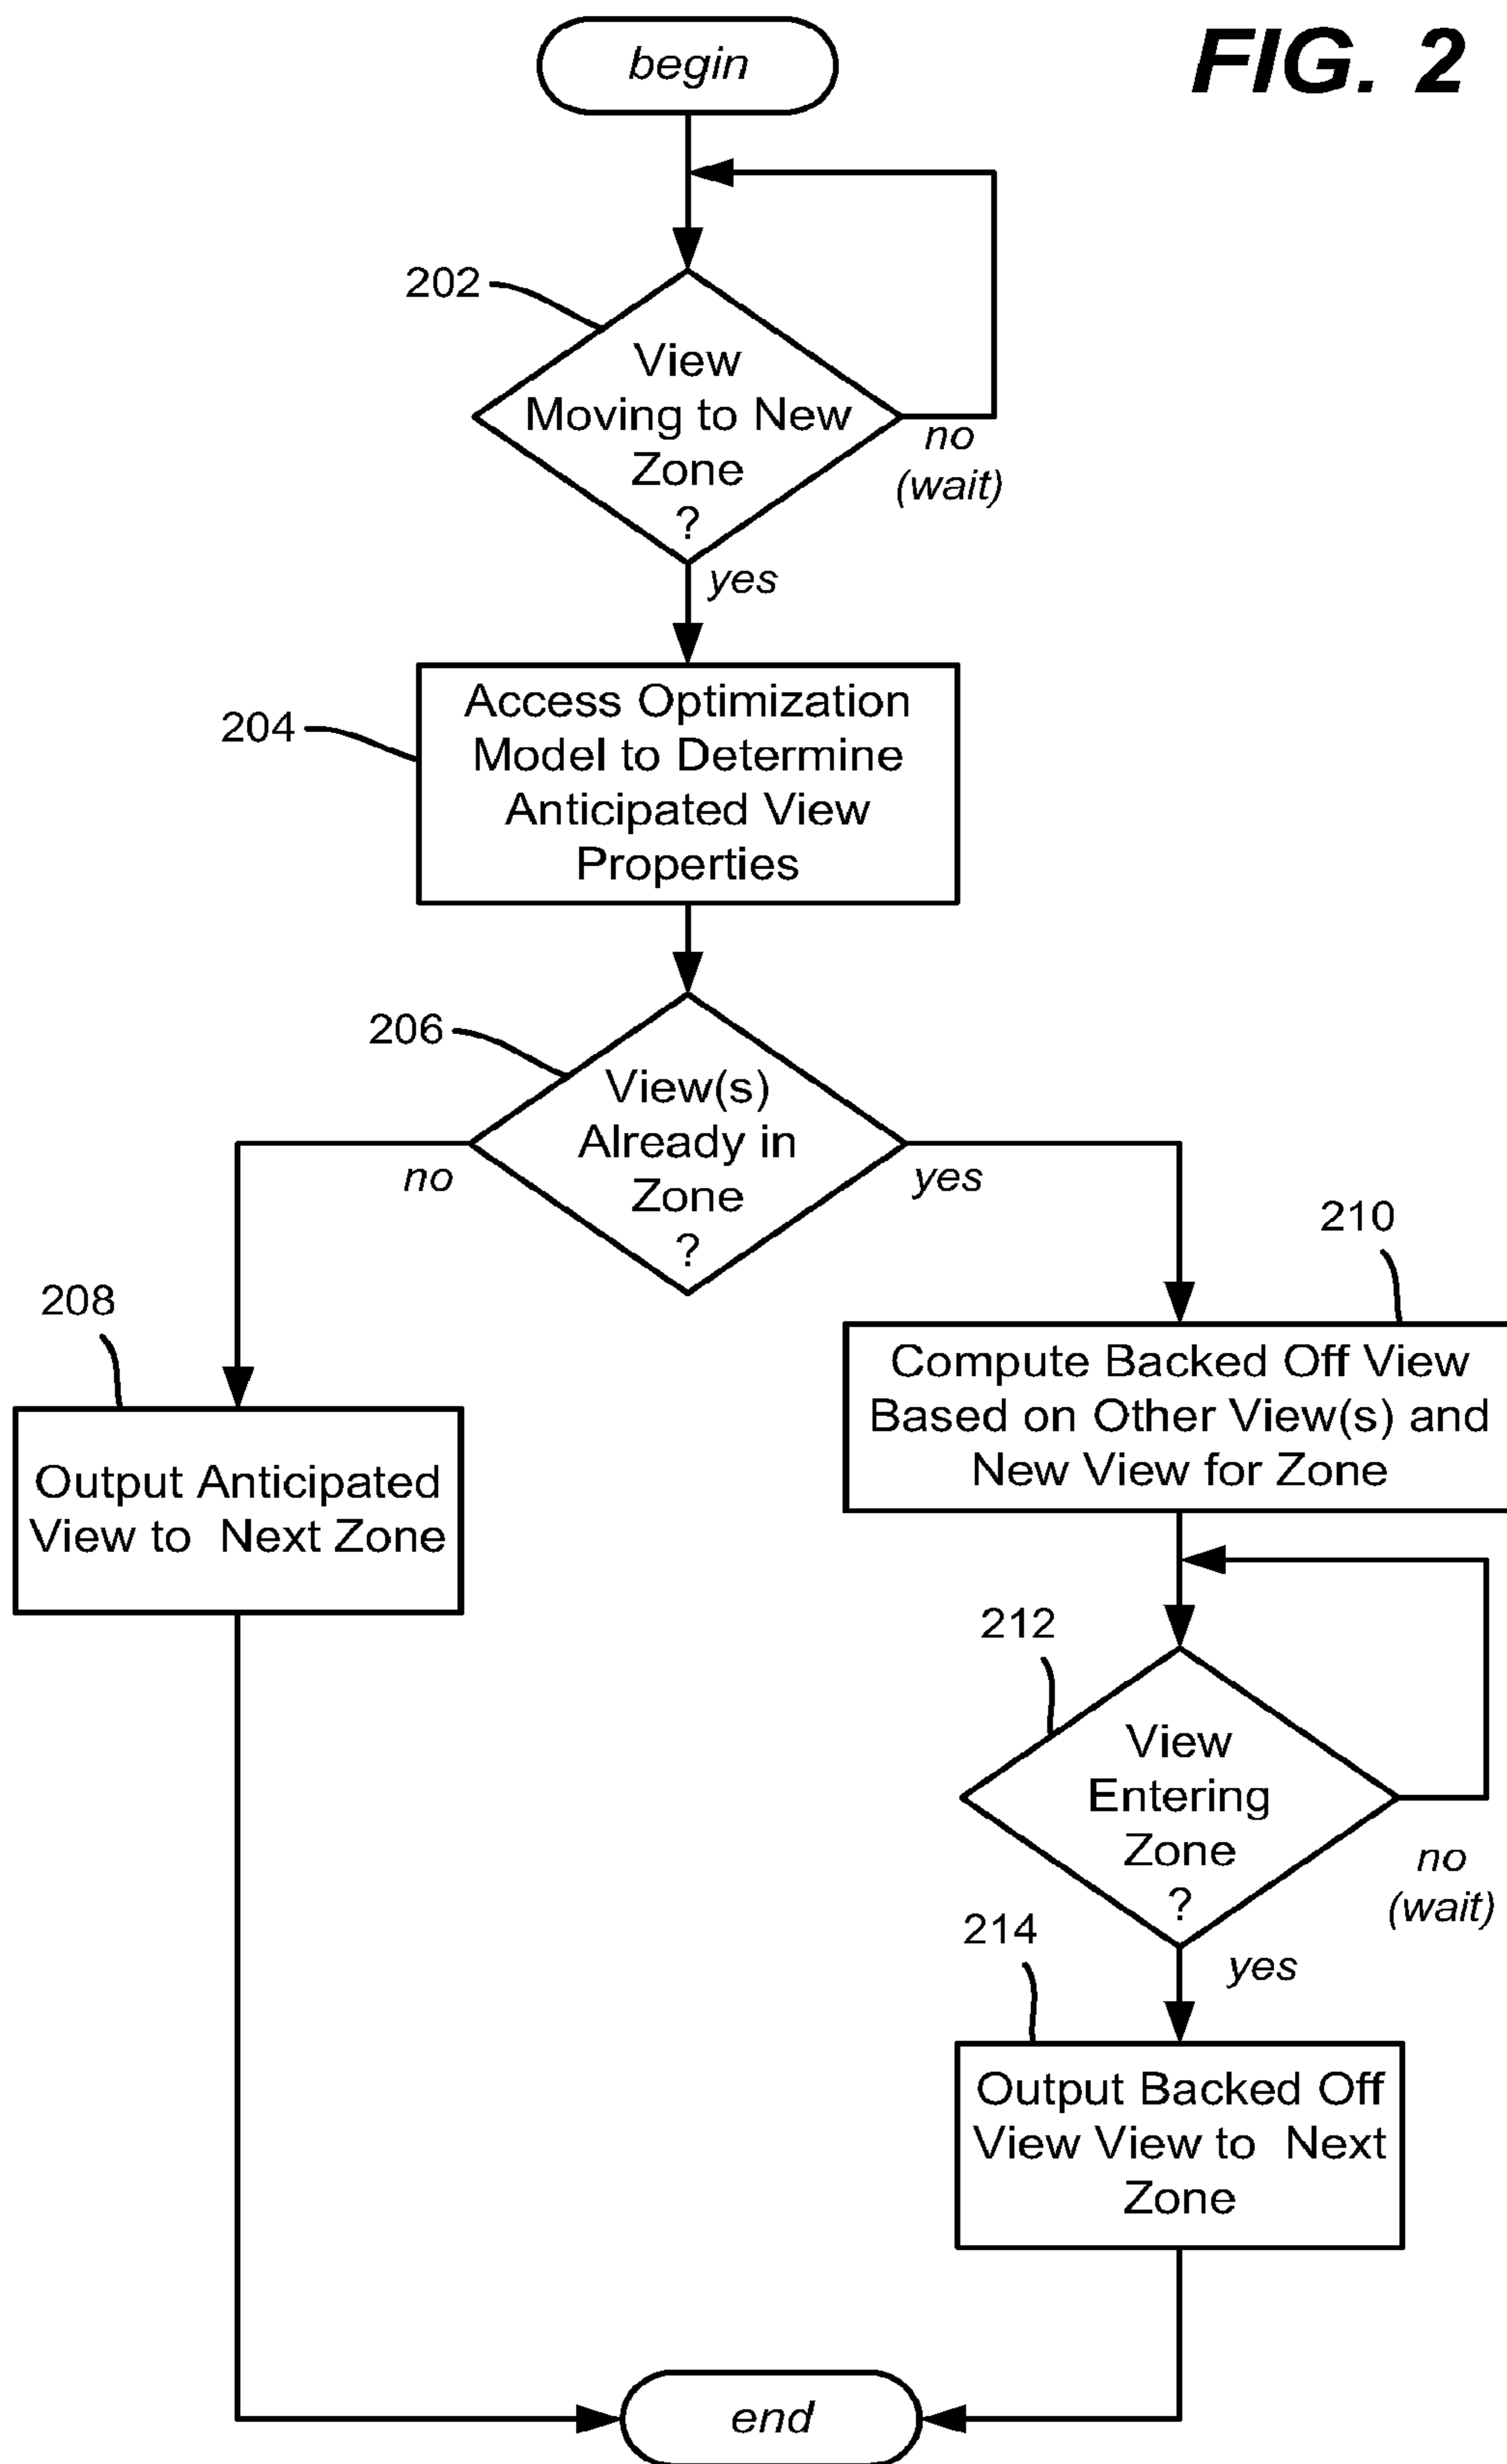 FIG. 2
begin
202
View
Moving to New
Zone
?
no
(wait)
yes
204
Access Optimization
Model to Determine
Anticipated View
Properties
206
View(s)
Already in
Zone
?
no
yes
208
Output Anticipated
View to Next Zone
210
Compute Backed Off View
Based on Other View(s) and
New View for Zone
212
View
Entering
Zone
?
no
(wait)
yes
214
Output Backed Off
View View to Next
Zone
end